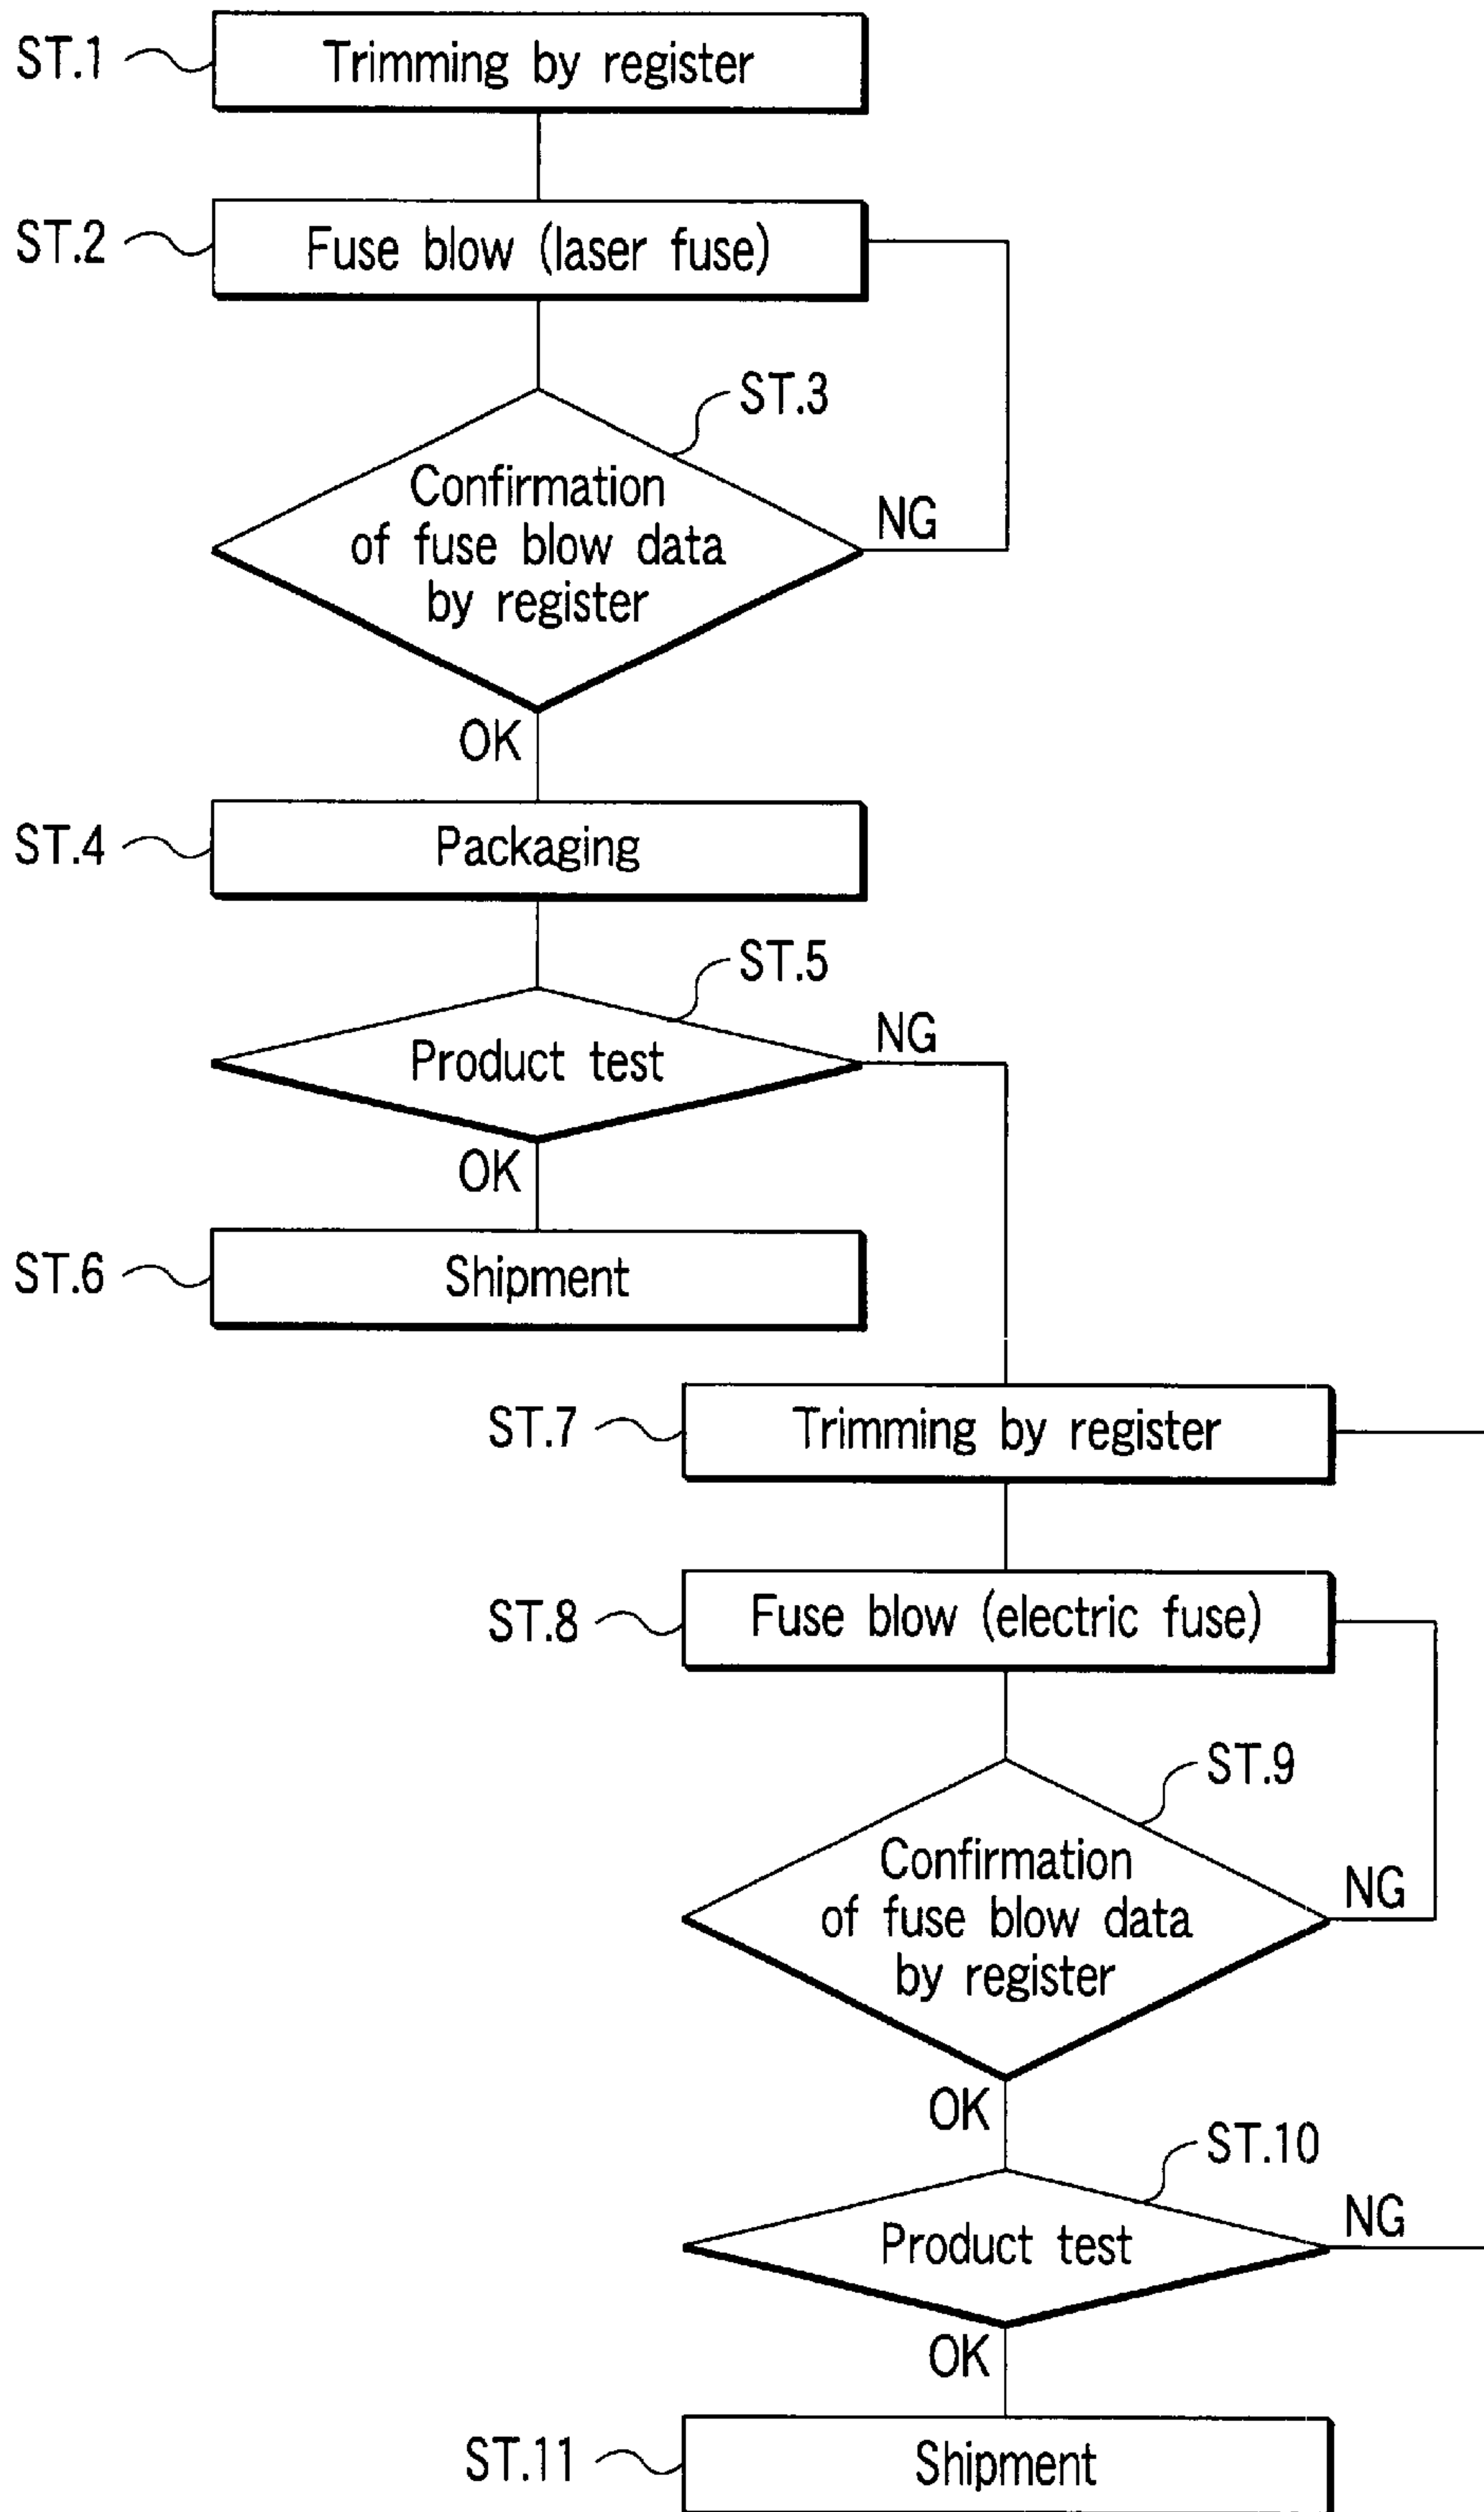 ST.1
Trimming by register
ST.2
Fuse blow (laser fuse)
ST.3
Confirmation
of fuse blow data
by register
NG
OK
ST.4
Packaging
ST.5
Product test
NG
OK
ST.6
Shipment
ST.7
Trimming by register
ST.8
Fuse blow (electric fuse)
ST.9
Confirmation
of fuse blow data
by register
NG
OK
ST.10
Product test
NG
OK
ST.11
Shipment